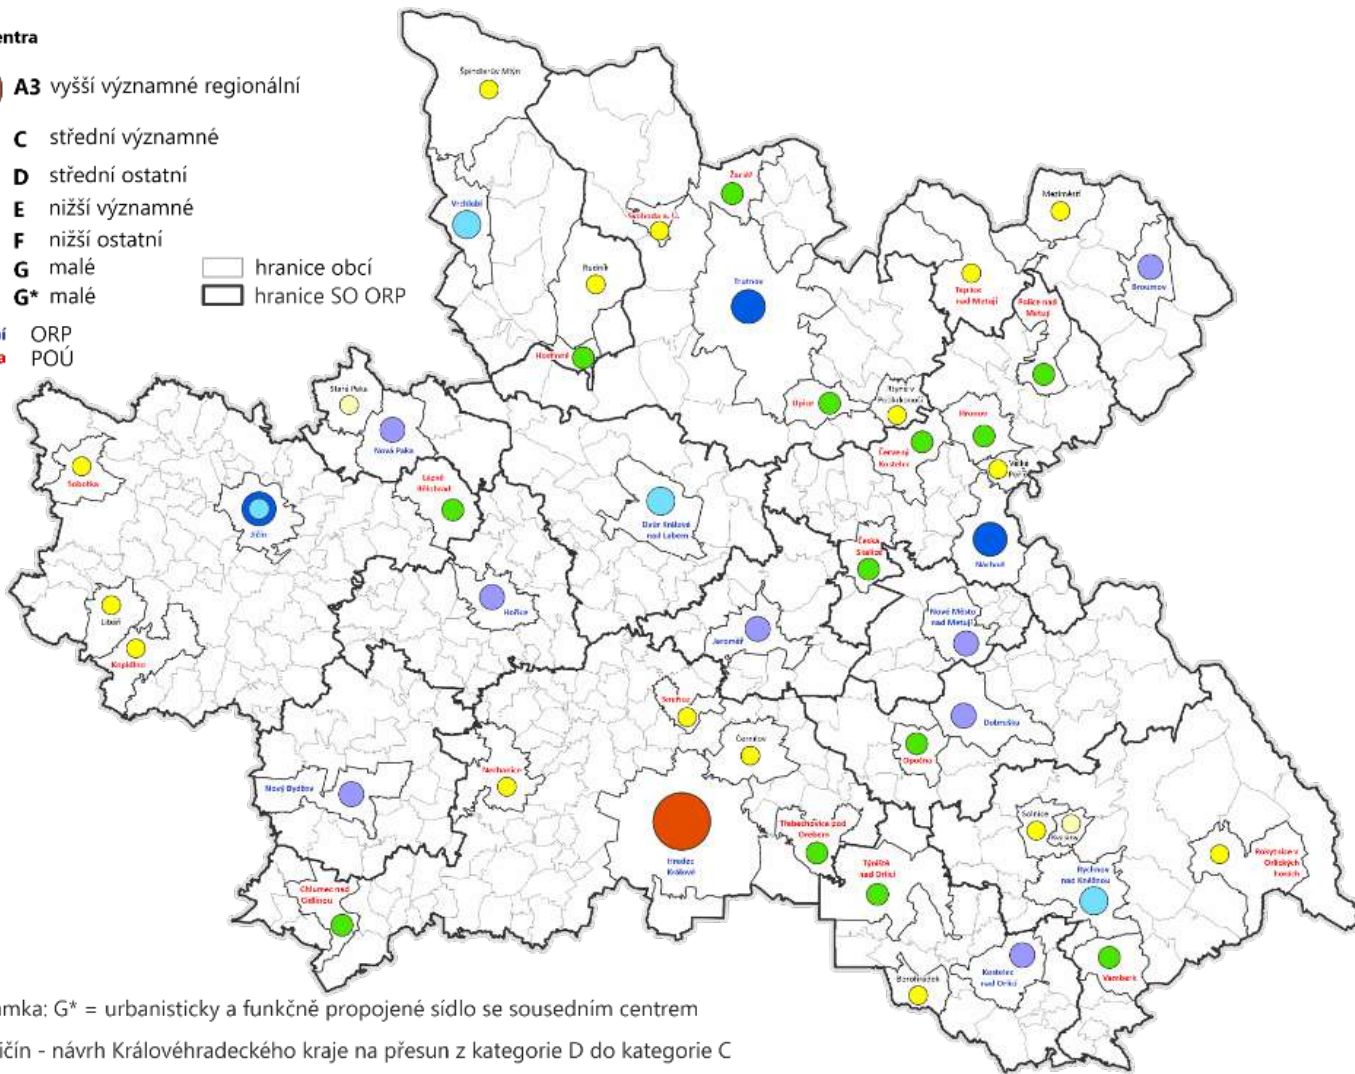 entra
A3 vyšší významné regionální
C střední významné
D střední ostatní
E nižší významné
F nižší ostatní
G malé
G* malé
hranice obcí
hranice SO ORP
ORP
POÚ
Špindlerův Mlýn
Vrchlabí
Svoboda n. Ú.
Žacléř
Rudník
Trutnov
Hostinné
Meziměstí
Broumov
Teplice
nad Metují
Police nad
Metují
Stará Paka
Nová Paka
Sobotka
Jičín
Lázně
Bělohrad
Dvůr Králové
nad Labem
Úpice
Rtyně v
Podkrkonoší
Červený
Kostelec
Hronov
Velké
Poříčí
Náchod
Česká
Skalice
Nové Město
nad Metují
Jaroměř
Hořice
Libáň
Kopidlno
Smiřice
Černilov
Dobruška
Opočno
Nechanice
Nový Bydžov
Hradec
Králové
Třebechovice pod
Orebem
Týniště
nad Orlicí
Solnice
Kvasiny
Rychnov
nad Kněžnou
Rokytnice v
Orlických
horách
Chlumec nad
Cidlinou
Borohrádek
Kostelec
nad Orlicí
Vamberk
mka: G* = urbanisticky a funkčně propojené sídlo se sousedním centrem
ičín - návrh Královéhradeckého kraje na přesun z kategorie D do kategorie C